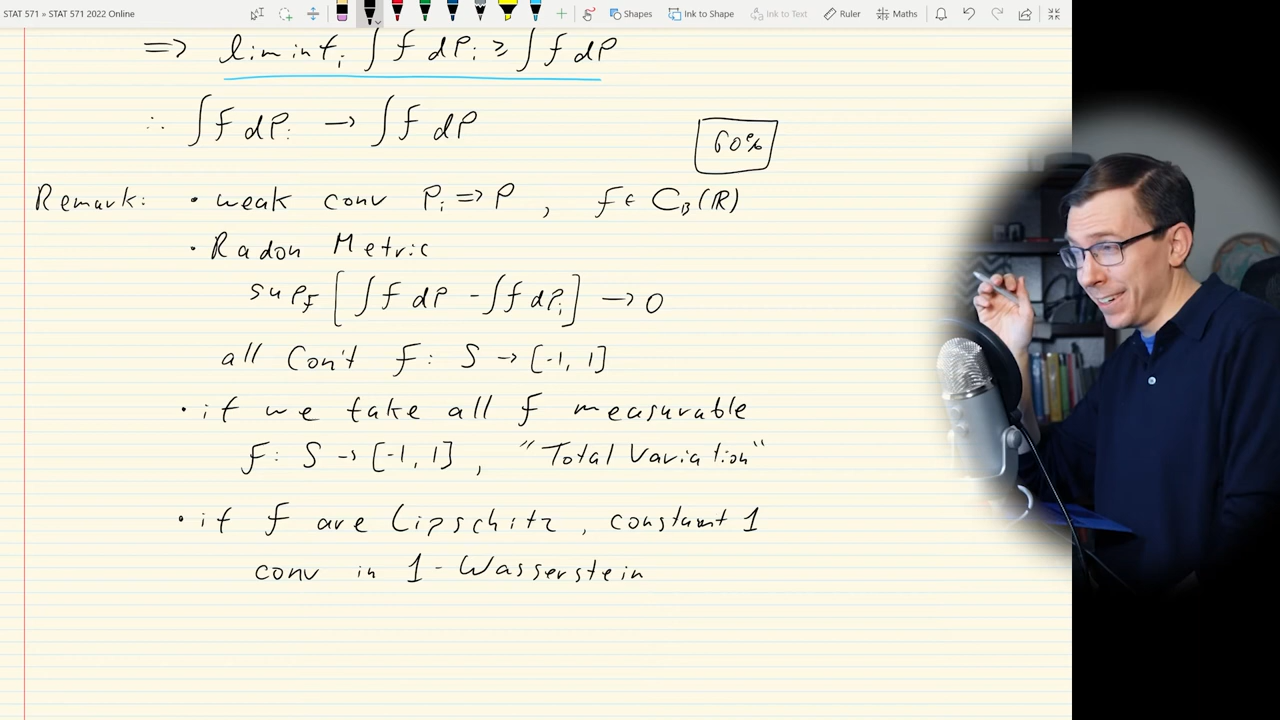 STAT 571 » STAT 571 2022 Online
Shapes
Ink to Shape
Ink to Text
Ruler
Maths
=> liminf_i ∫ f dP_i ≥ ∫ f dP
∴ ∫ f dP_i → ∫ f dP
60%
Remark: • weak conv P_i => P , f ∈ C_B(R)
• Radon Metric
sup_f [ ∫ f dP - ∫ f dP_i ] → 0
all Con't f: S → [-1, 1]
• if we take all f measurable
f: S → [-1, 1] , "Total Variation"
• if f are Lipschitz, constant 1
conv in 1-Wasserstein